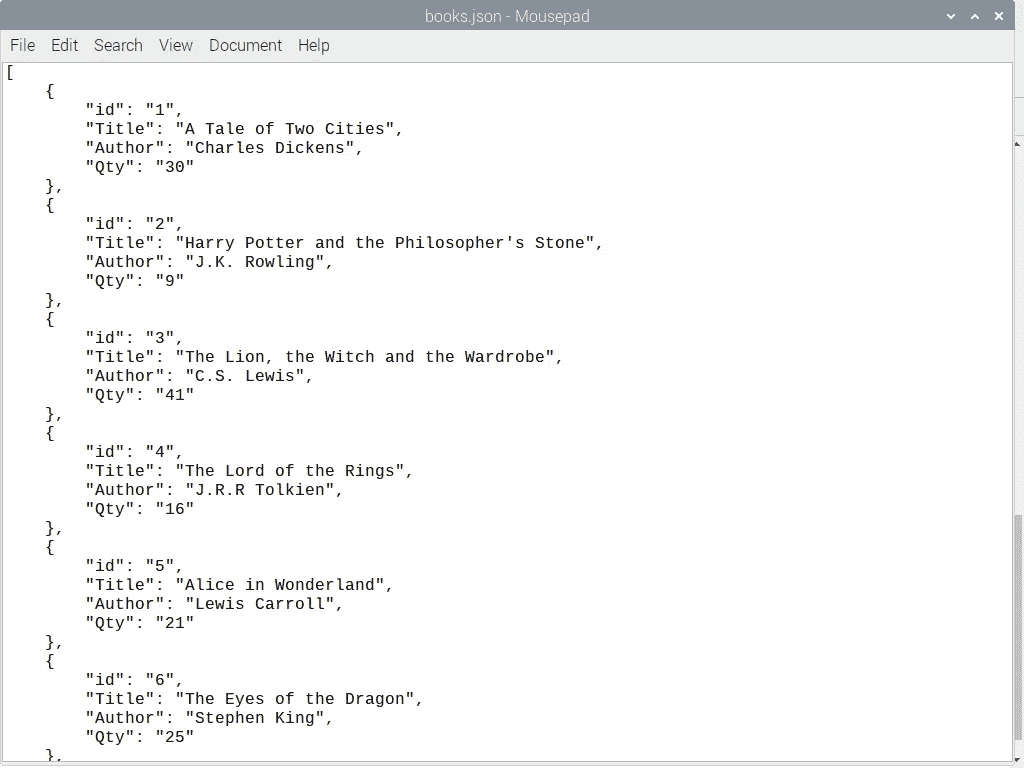 books.json - Mousepad
File Edit Search View Document Help
[
    {
        "id": "1",
        "Title": "A Tale of Two Cities",
        "Author": "Charles Dickens",
        "Qty": "30"
    },
    {
        "id": "2",
        "Title": "Harry Potter and the Philosopher's Stone",
        "Author": "J.K. Rowling",
        "Qty": "9"
    },
    {
        "id": "3",
        "Title": "The Lion, the Witch and the Wardrobe",
        "Author": "C.S. Lewis",
        "Qty": "41"
    },
    {
        "id": "4",
        "Title": "The Lord of the Rings",
        "Author": "J.R.R Tolkien",
        "Qty": "16"
    },
    {
        "id": "5",
        "Title": "Alice in Wonderland",
        "Author": "Lewis Carroll",
        "Qty": "21"
    },
    {
        "id": "6",
        "Title": "The Eyes of the Dragon",
        "Author": "Stephen King",
        "Qty": "25"
    },